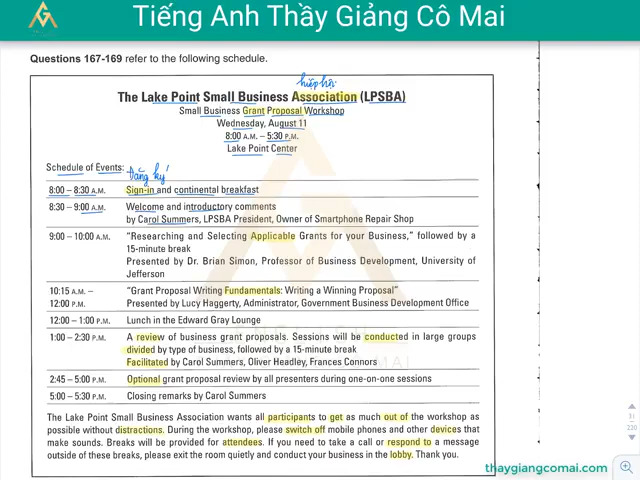 Tiếng Anh Thầy Giảng Cô Mai
Questions 167-169 refer to the following schedule.
hiệp hội
The Lake Point Small Business Association (LPSBA)
Small Business Grant Proposal Workshop
Wednesday, August 11
8:00 A.M. – 5:30 P.M.
Lake Point Center
Schedule of Events:
Đăng ký
8:00 – 8:30 A.M. Sign-in and continental breakfast
8:30 – 9:00 A.M. Welcome and introductory comments
by Carol Summers, LPSBA President, Owner of Smartphone Repair Shop
9:00 – 10:00 A.M. “Researching and Selecting Applicable Grants for your Business,” followed by a
15-minute break
Presented by Dr. Brian Simon, Professor of Business Development, University of
Jefferson
10:15 A.M. – “Grant Proposal Writing Fundamentals: Writing a Winning Proposal”
12:00 P.M. Presented by Lucy Haggerty, Administrator, Government Business Development Office
12:00 – 1:00 P.M. Lunch in the Edward Gray Lounge
1:00 – 2:30 P.M. A review of business grant proposals. Sessions will be conducted in large groups
divided by type of business, followed by a 15-minute break
Facilitated by Carol Summers, Oliver Headley, Frances Connors
2:45 – 5:00 P.M. Optional grant proposal review by all presenters during one-on-one sessions
5:00 – 5:30 P.M. Closing remarks by Carol Summers
The Lake Point Small Business Association wants all participants to get as much out of the workshop as
possible without distractions. During the workshop, please switch off mobile phones and other devices that
make sounds. Breaks will be provided for attendees. If you need to take a call or respond to a message
outside of these breaks, please exit the room quietly and conduct your business in the lobby. Thank you.
220
thaygiangcomai.com